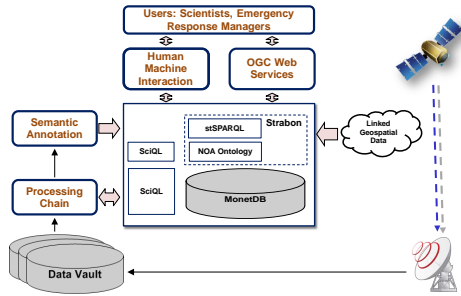 Users: Scientists, Emergency
Response Managers
Human
Machine
Interaction
OGC Web
Services
Semantic
Annotation
Strabon
stSPARQL
Linked
Geospatial
Data
SciQL
NOA Ontology
Processing
Chain
SciQL
MonetDB
Data Vault